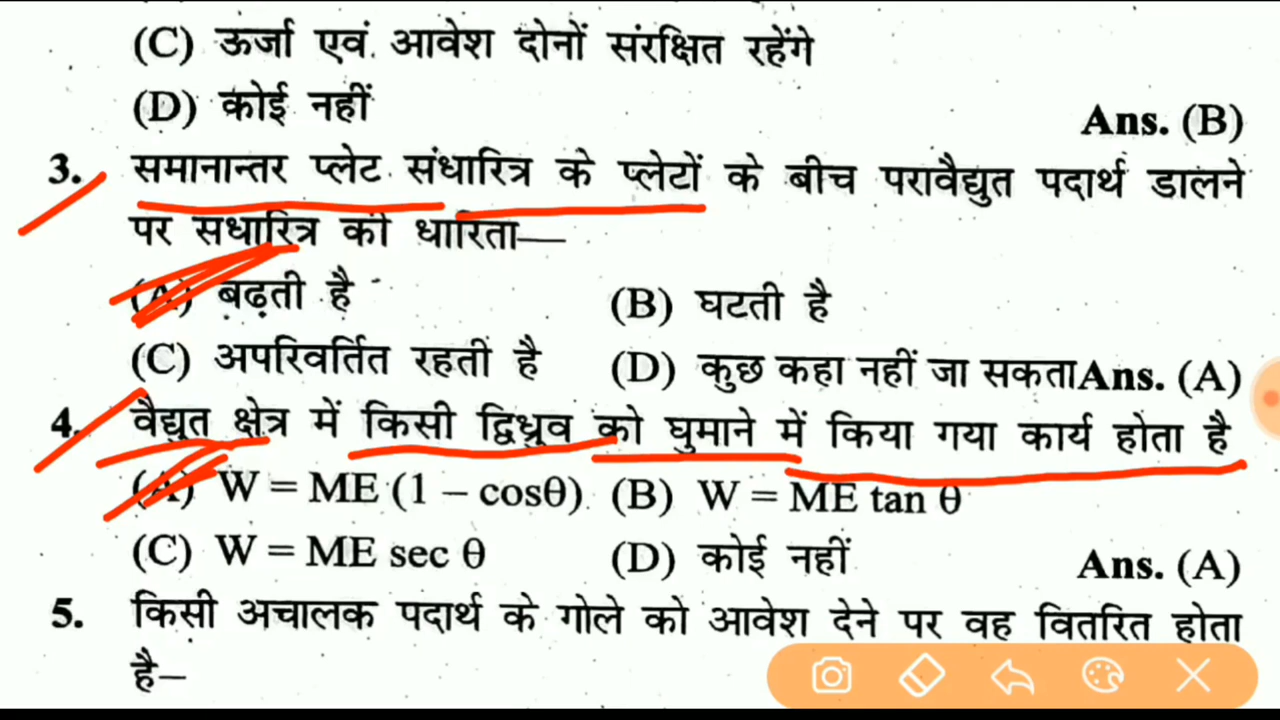 (C) ऊर्जा एवं आवेश दोनों संरक्षित रहेंगे
(D) कोई नहीं Ans. (B)
3. समानान्तर प्लेट संधारित्र के प्लेटों के बीच परावैद्युत पदार्थ डालने
पर संधारित्र की धारिता—
(A) बढ़ती है (B) घटती है
(C) अपरिवर्तित रहती है (D) कुछ कहा नहीं जा सकता Ans. (A)
4. वैद्युत क्षेत्र में किसी द्विध्रुव को घुमाने में किया गया कार्य होता है
(A) W = ME (1 – cosθ) (B) W = ME tan θ
(C) W = ME sec θ (D) कोई नहीं Ans. (A)
5. किसी अचालक पदार्थ के गोले को आवेश देने पर वह वितरित होता
है–